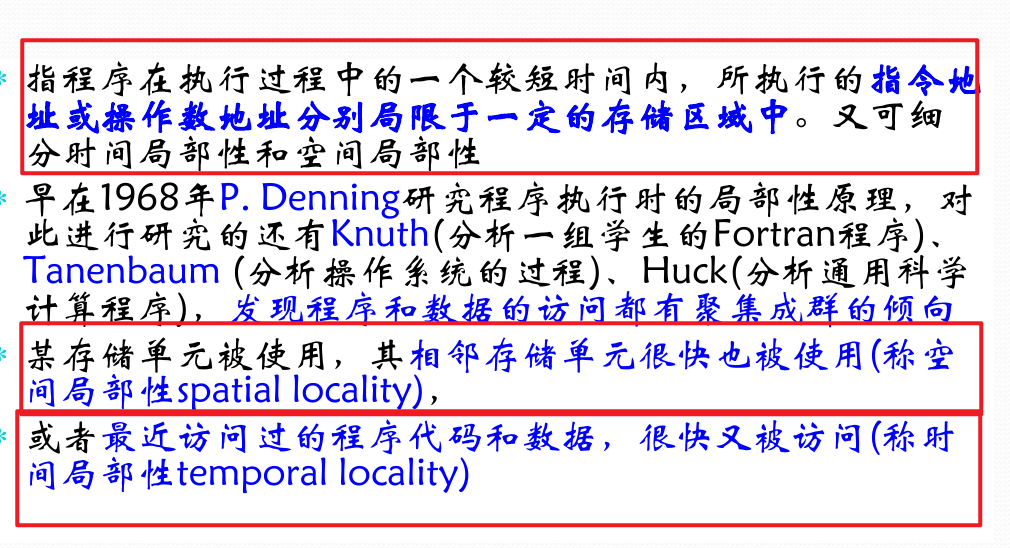 * 指程序在执行过程中的一个较短时间内，所执行的指令地
址或操作数地址分别局限于一定的存储区域中。又可细
分时间局部性和空间局部性
* 早在1968年P. Denning研究程序执行时的局部性原理，对
此进行研究的还有Knuth(分析一组学生的Fortran程序)、
Tanenbaum (分析操作系统的过程)、Huck(分析通用科学
计算程序)，发现程序和数据的访问都有聚集成群的倾向
* 某存储单元被使用，其相邻存储单元很快也被使用(称空
间局部性spatial locality)，
* 或者最近访问过的程序代码和数据，很快又被访问(称时
间局部性temporal locality)